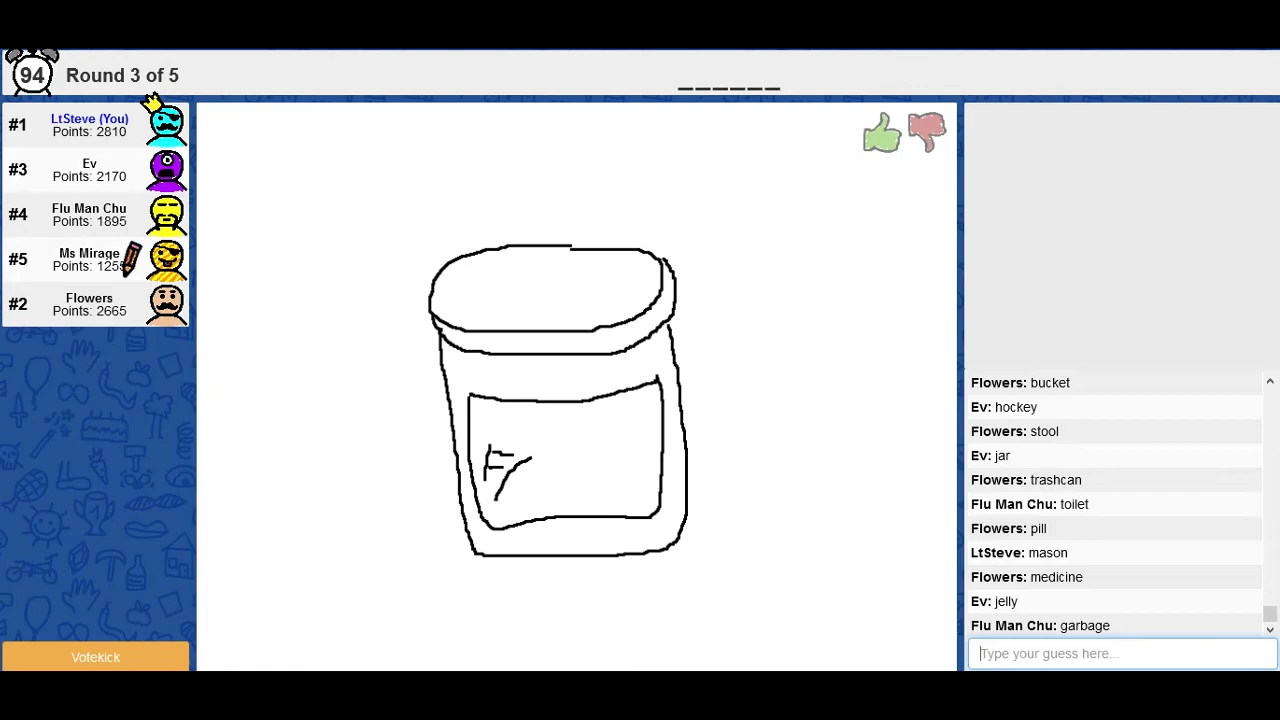 94
Round 3 of 5
______
#1
LtSteve (You)
Points: 2810
#3
Ev
Points: 2170
#4
Flu Man Chu
Points: 1895
#5
Ms Mirage
Points: 1255
#2
Flowers
Points: 2665
Votekick
F/
Flowers: bucket
Ev: hockey
Flowers: stool
Ev: jar
Flowers: trashcan
Flu Man Chu: toilet
Flowers: pill
LtSteve: mason
Flowers: medicine
Ev: jelly
Flu Man Chu: garbage
Type your guess here...